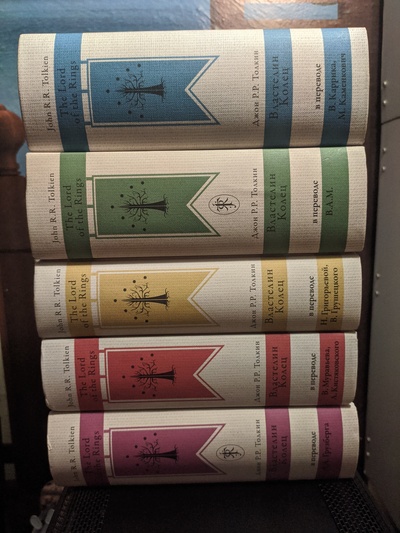 John R. R. Tolkien
The Lord
of the Rings
Джон Р.Р. Толкин
Властелин
Колец
в переводе
В. Каррика,
М. Каменкович
John R. R. Tolkien
The Lord
of the Rings
Джон Р.Р. Толкин
Властелин
Колец
в переводе
В.А.М.
John R. R. Tolkien
The Lord
of the Rings
Джон Р.Р. Толкин
Властелин
Колец
в переводе
Н. Григорьевой,
В. Грушецкого
John R. R. Tolkien
The Lord
of the Rings
Джон Р.Р. Толкин
Властелин
Колец
в переводе
В. Муравьева,
А. Кистяковского
John R. R. Tolkien
The Lord
of the Rings
Джон Р.Р. Толкин
Властелин
Колец
в переводе
А. Грузберга